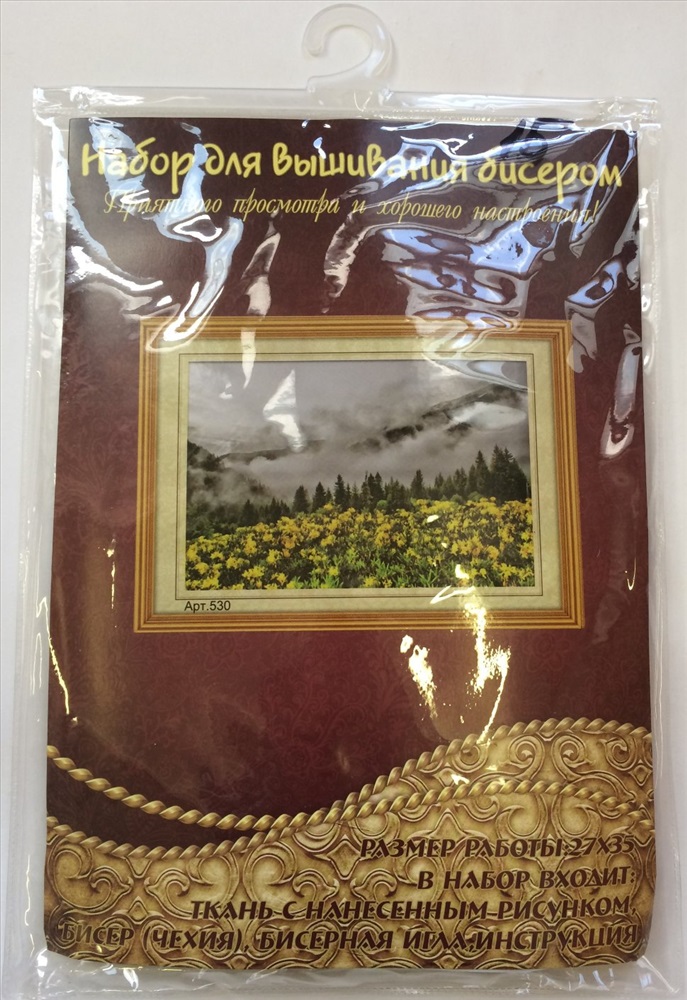 Набор для вышивания бисером
Приятного просмотра и хорошего настроения!
Арт.530
РАЗМЕР РАБОТЫ:27Х35
В НАБОР ВХОДИТ:
ТКАНЬ С НАНЕСЕННЫМ РИСУНКОМ,
БИСЕР (ЧЕХИЯ), БИСЕРНАЯ ИГЛА,ИНСТРУКЦИЯ